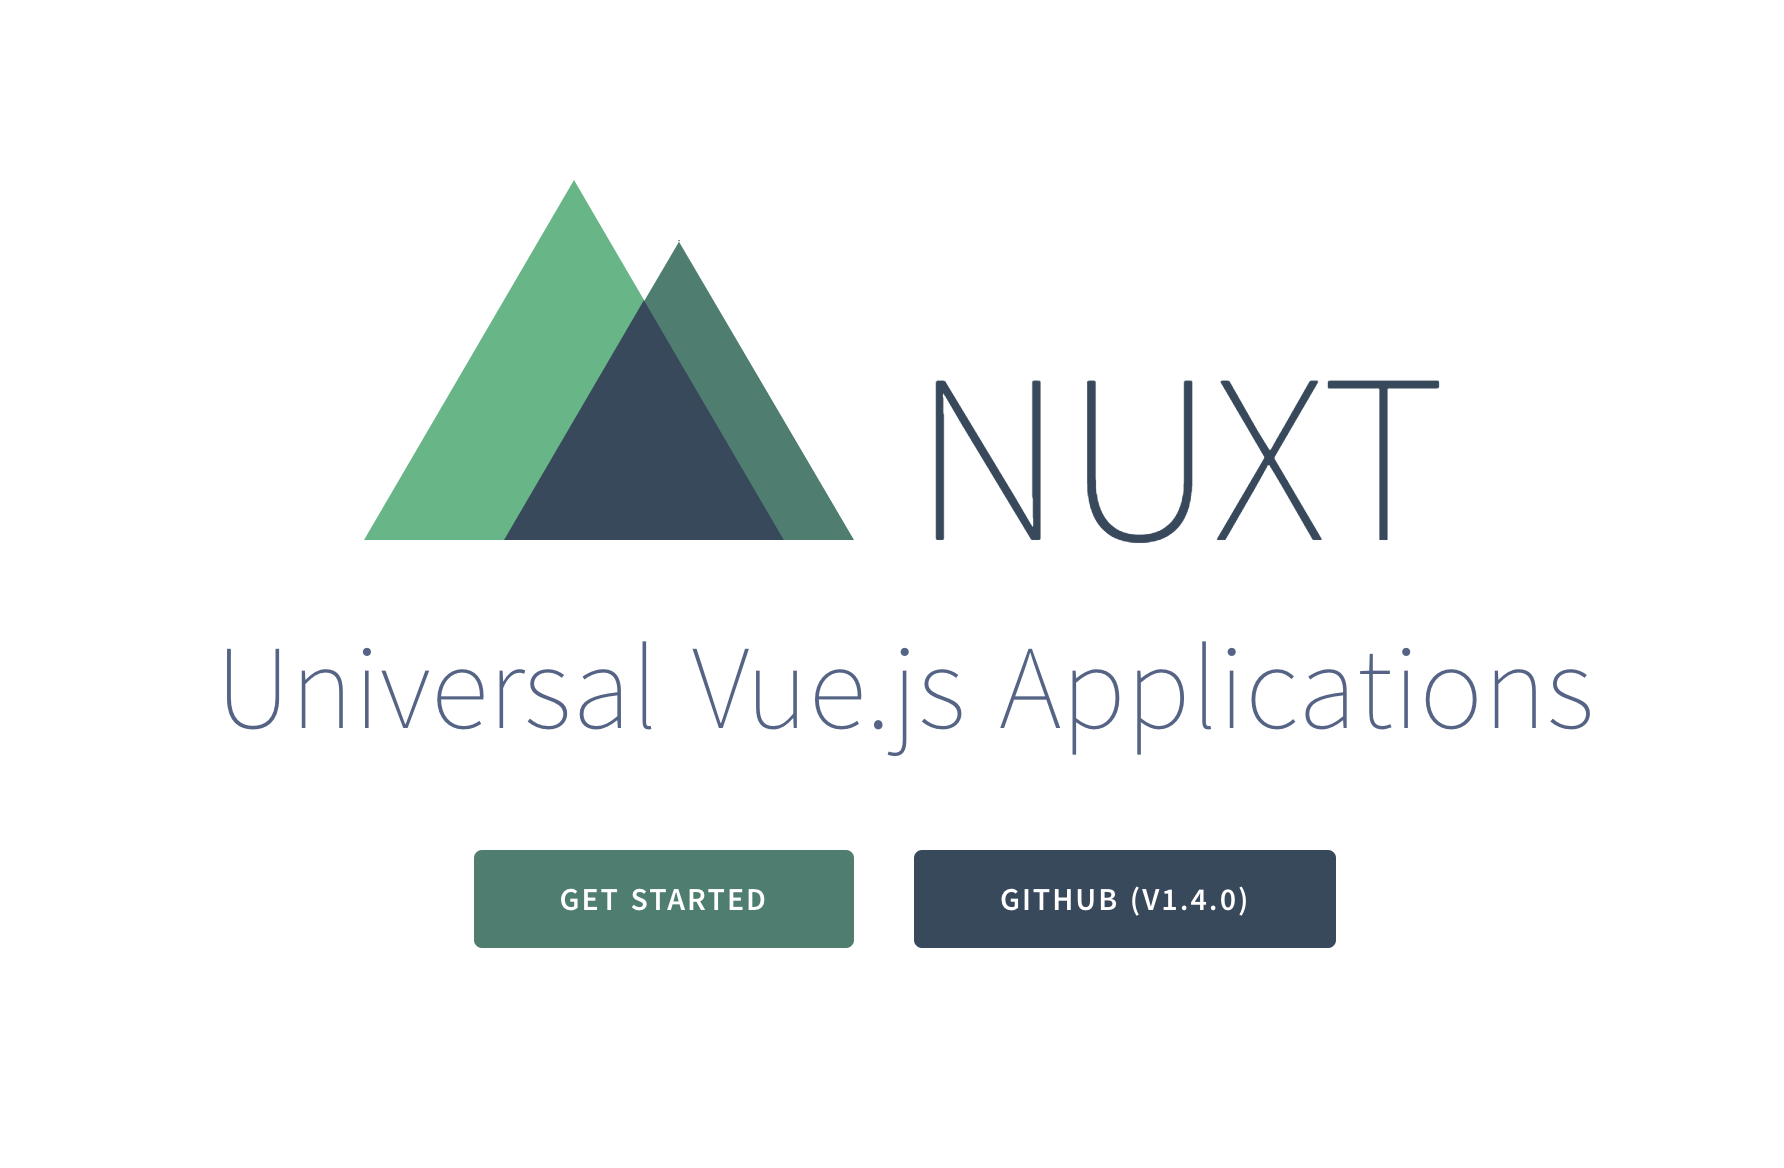 NUXT
Universal Vue.js Applications
GET STARTED
GITHUB (V1.4.0)